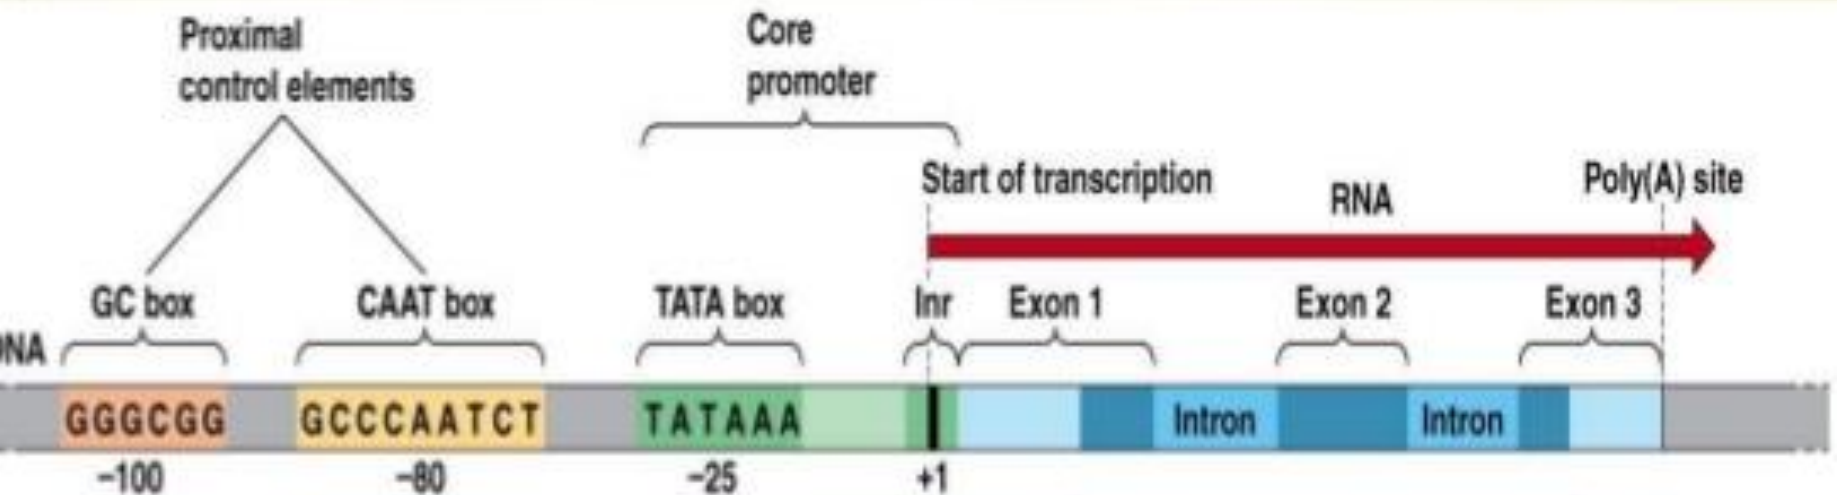 Proximal
control elements
Core
promoter
Start of transcription
RNA
Poly(A) site
GC box
CAAT box
TATA box
Inr
Exon 1
Exon 2
Exon 3
NA
GGGCGG
GCCCAATCT
TATAAA
Intron
Intron
−100
−80
−25
+1